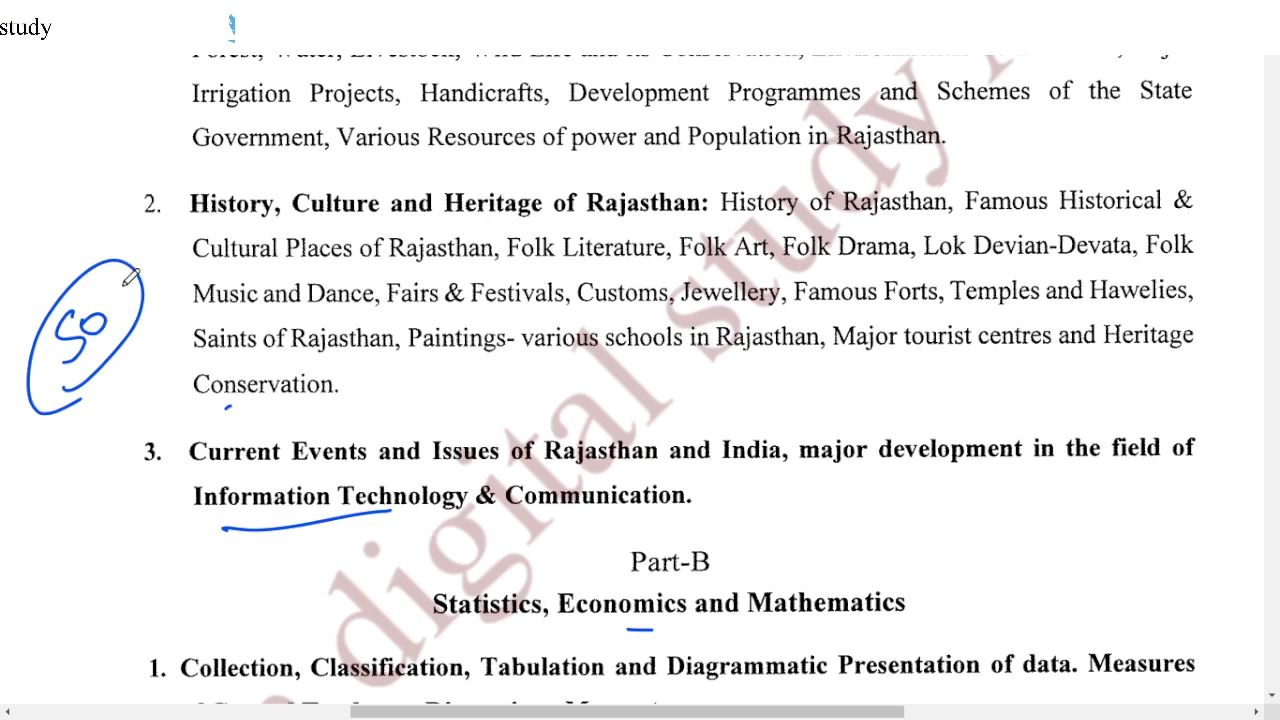 study
Irrigation Projects, Handicrafts, Development Programmes and Schemes of the State
Government, Various Resources of power and Population in Rajasthan.
2. History, Culture and Heritage of Rajasthan: History of Rajasthan, Famous Historical &
Cultural Places of Rajasthan, Folk Literature, Folk Art, Folk Drama, Lok Devian-Devata, Folk
Music and Dance, Fairs & Festivals, Customs, Jewellery, Famous Forts, Temples and Hawelies,
50
Saints of Rajasthan, Paintings- various schools in Rajasthan, Major tourist centres and Heritage
Conservation.
3. Current Events and Issues of Rajasthan and India, major development in the field of
Information Technology & Communication.
digital study
Part-B
Statistics, Economics and Mathematics
1. Collection, Classification, Tabulation and Diagrammatic Presentation of data. Measures